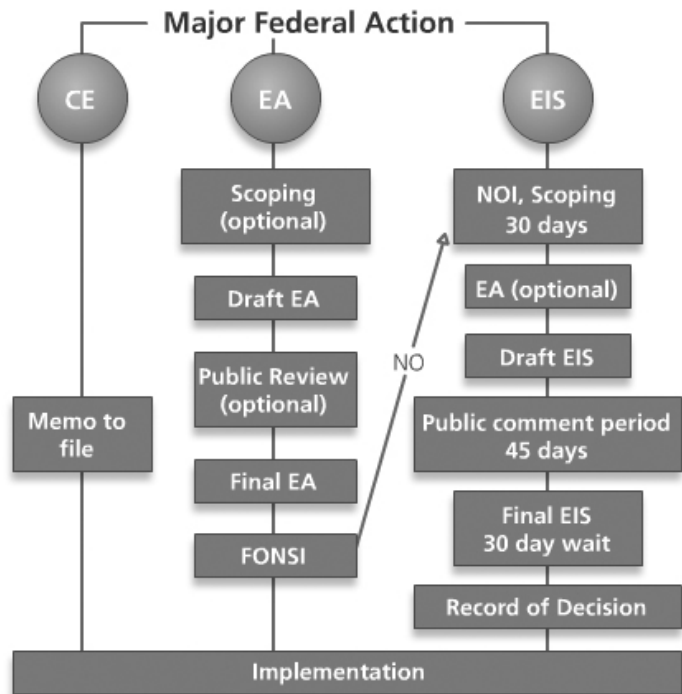 Major Federal Action
CE
EA
EIS
Scoping
(optional)
Draft EA
Public Review
(optional)
Final EA
FONSI
NO
NOI, Scoping
30 days
EA (optional)
Draft EIS
Public comment period
45 days
Final EIS
30 day wait
Record of Decision
Memo to
file
Implementation